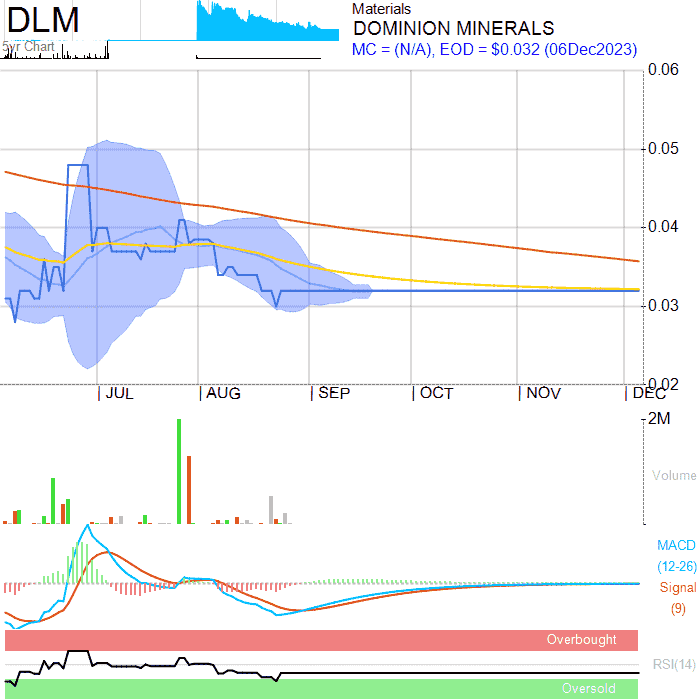 DLM
Materials
DOMINION MINERALS
MC = (N/A), EOD = $0.032 (06Dec2023)
5yr Chart
0.06
0.05
0.04
0.03
0.02
JUL AUG SEP OCT NOV DEC
2M
Volume
MACD
(12-26)
Signal
(9)
Overbought
RSI(14)
Oversold